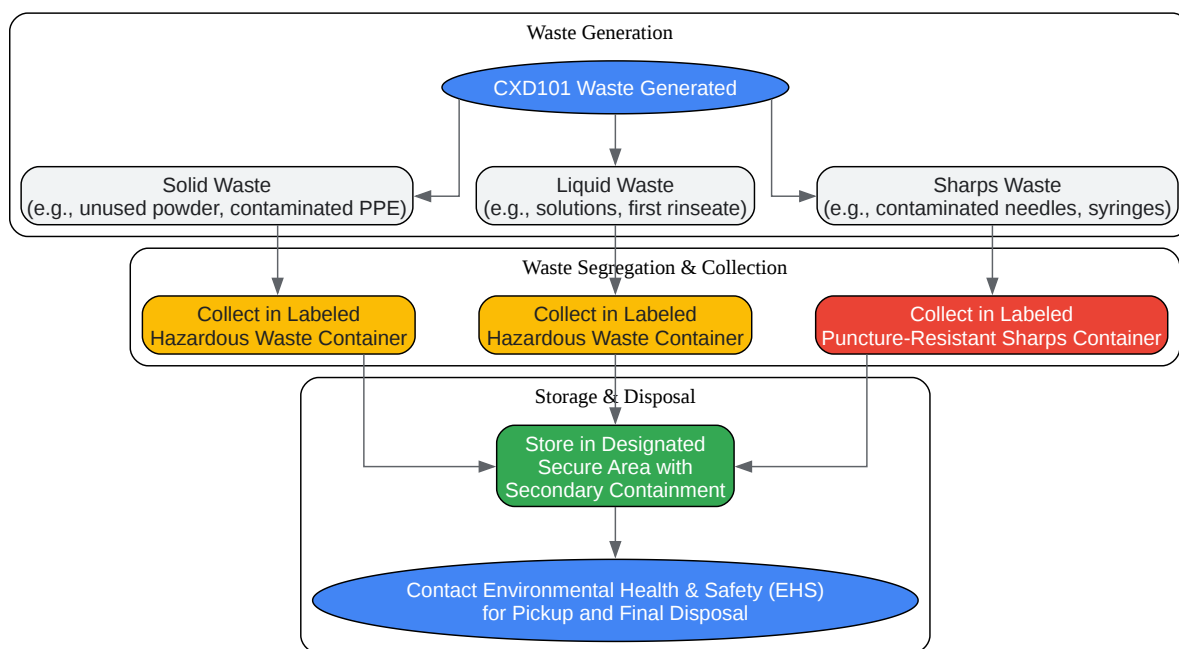 Waste Generation
CXD101 Waste Generated
Solid Waste
(e.g., unused powder, contaminated PPE)
Liquid Waste
(e.g., solutions, first rinseate)
Sharps Waste
(e.g., contaminated needles, syringes)
Waste Segregation & Collection
Collect in Labeled
Hazardous Waste Container
Collect in Labeled
Hazardous Waste Container
Collect in Labeled
Puncture-Resistant Sharps Container
Storage & Disposal
Store in Designated
Secure Area with
Secondary Containment
Contact Environmental Health & Safety (EHS)
for Pickup and Final Disposal